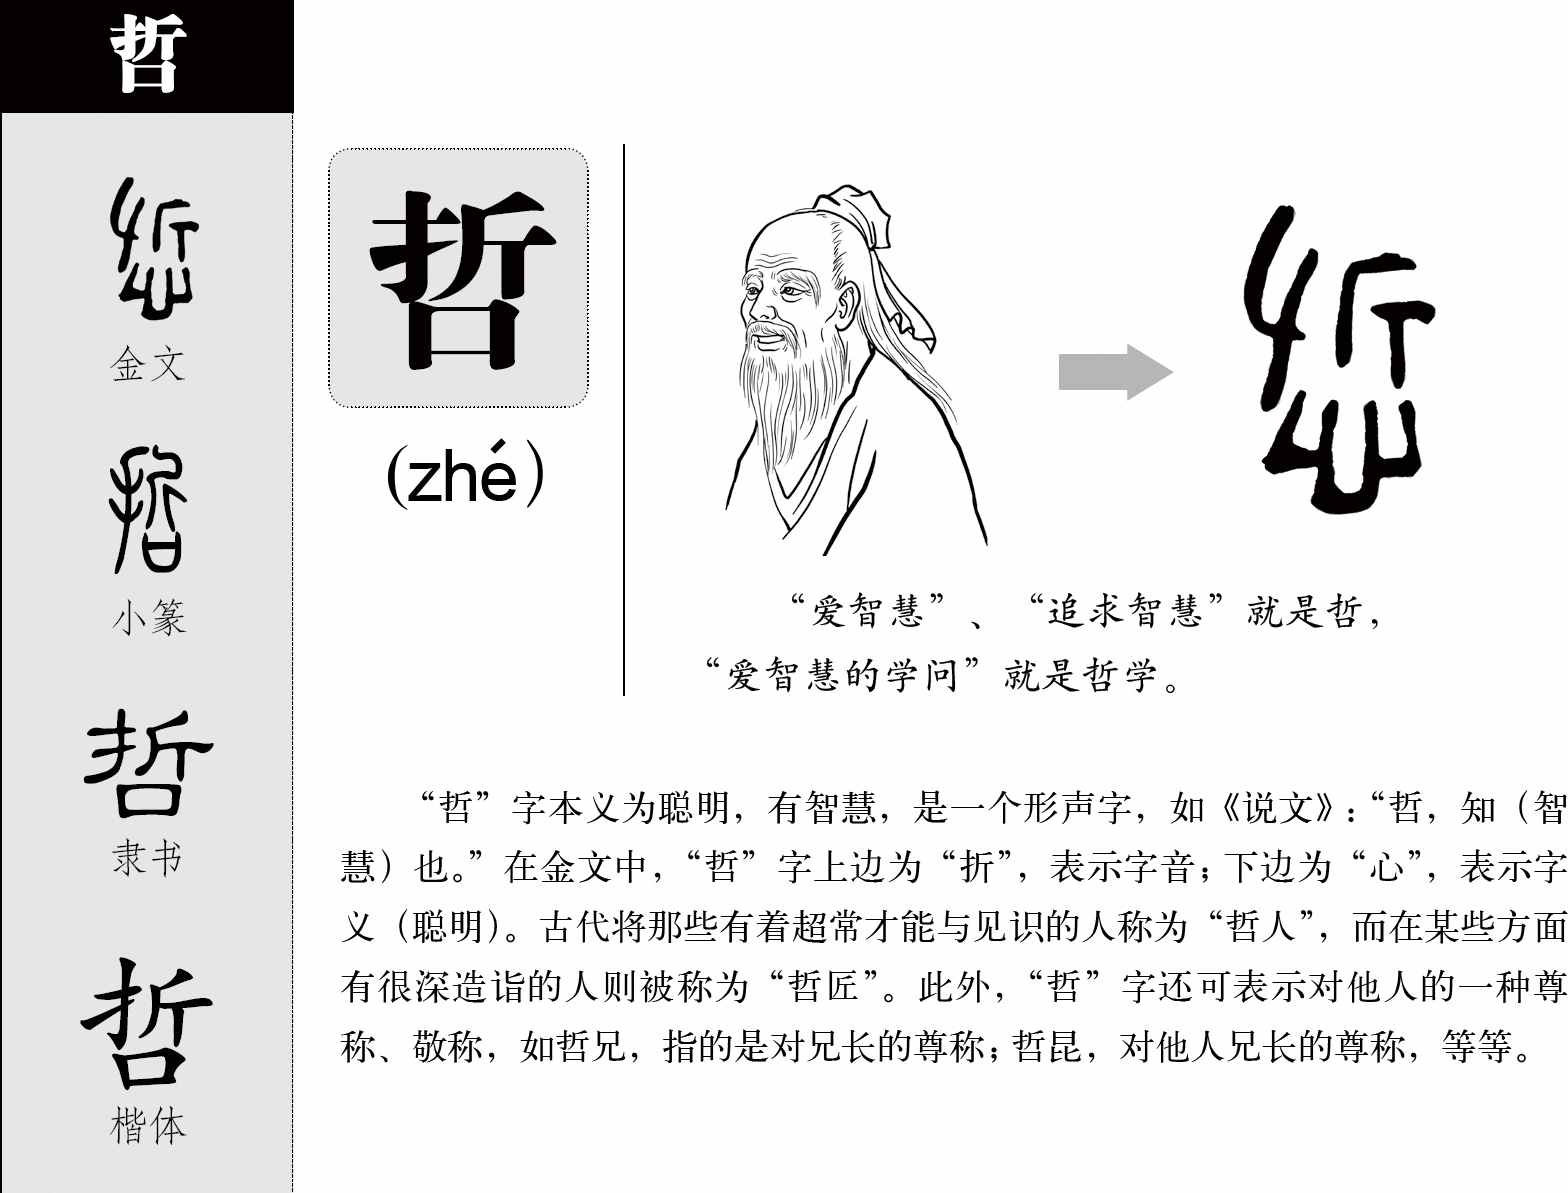 哲
金文
小篆
隶书
楷体
哲
(zhé)
“爱智慧”、“追求智慧”就是哲，
“爱智慧的学问”就是哲学。
“哲”字本义为聪明，有智慧，是一个形声字，如《说文》：“哲，知（智
慧）也。”在金文中，“哲”字上边为“折”，表示字音；下边为“心”，表示字
义（聪明）。古代将那些有着超常才能与见识的人称为“哲人”，而在某些方面
有很深造诣的人则被称为“哲匠”。此外，“哲”字还可表示对他人的一种尊
称、敬称，如哲兄，指的是对兄长的尊称；哲昆，对他人兄长的尊称，等等。